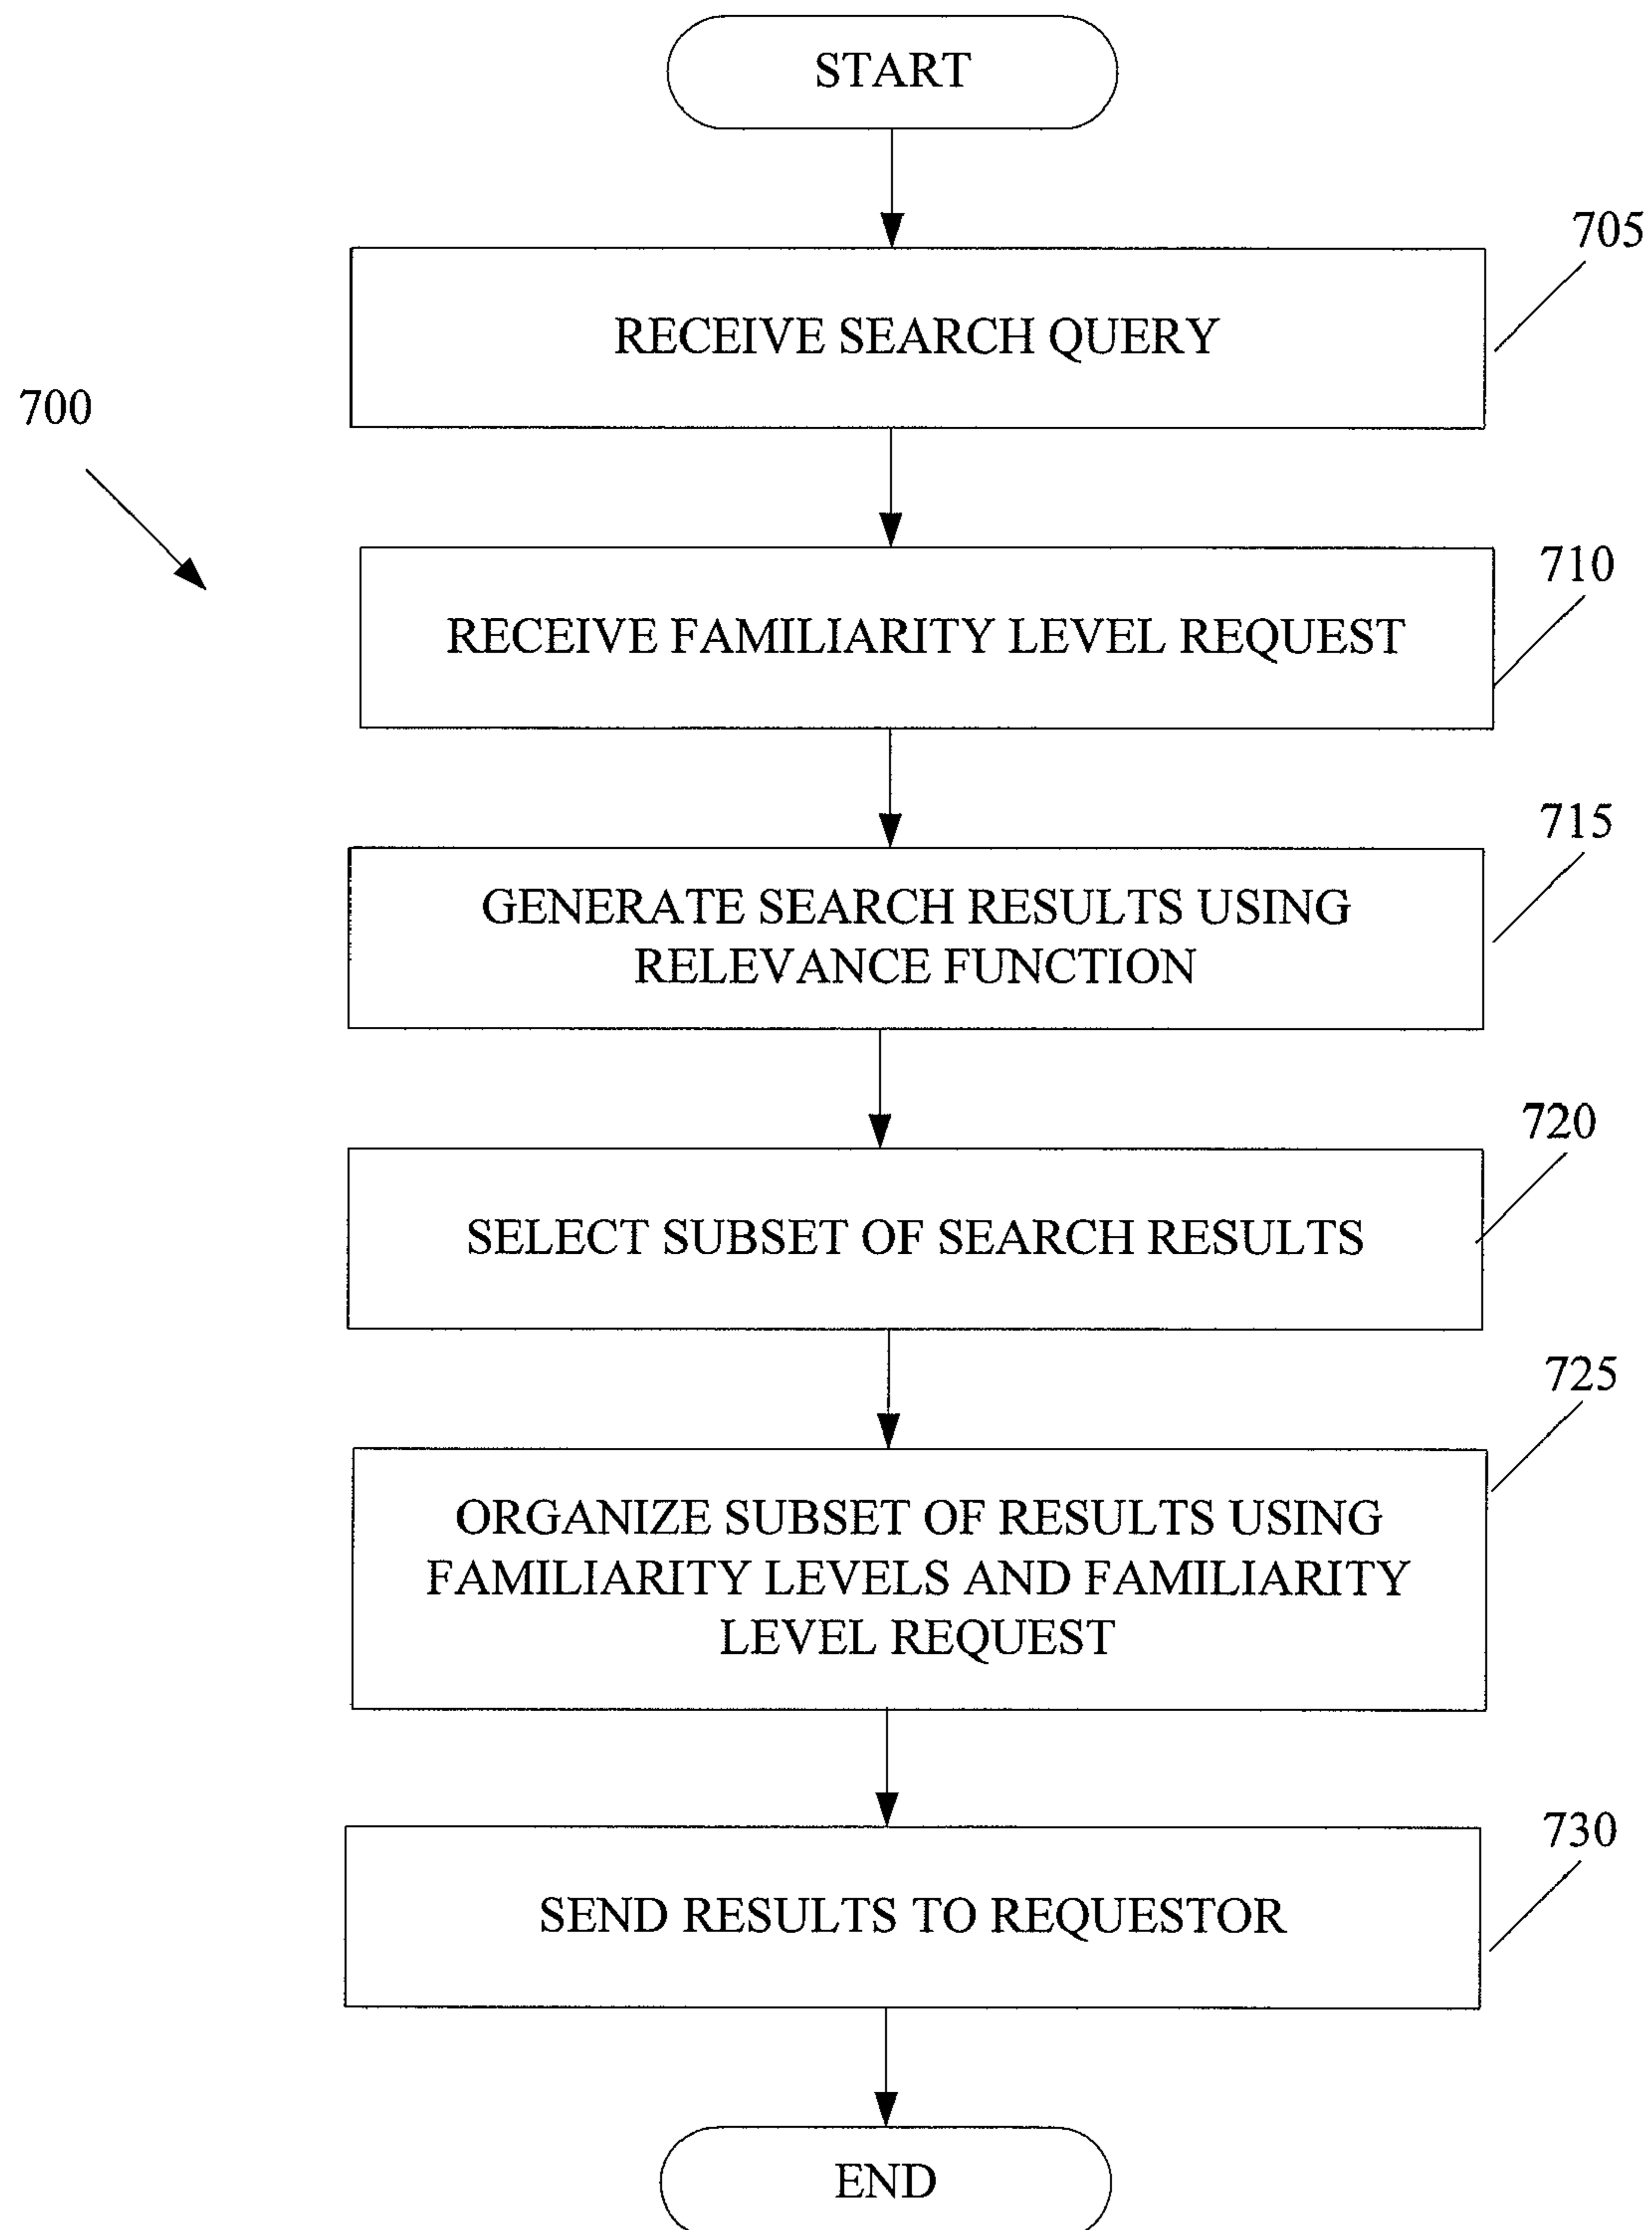 START
705
RECEIVE SEARCH QUERY
700
710
RECEIVE FAMILIARITY LEVEL REQUEST
715
GENERATE SEARCH RESULTS USING
RELEVANCE FUNCTION
720
SELECT SUBSET OF SEARCH RESULTS
725
ORGANIZE SUBSET OF RESULTS USING
FAMILIARITY LEVELS AND FAMILIARITY
LEVEL REQUEST
730
SEND RESULTS TO REQUESTOR
END